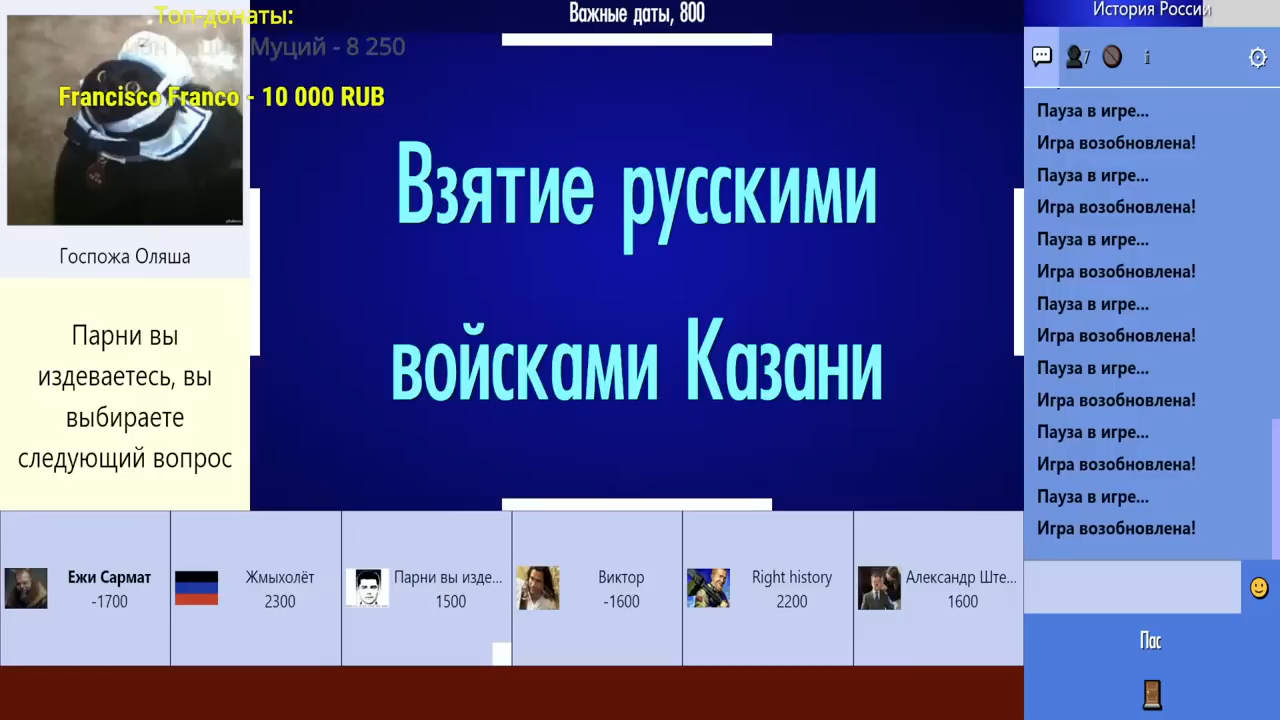 Топ-донаты:
Муций - 8 250
Francisco Franco - 10 000 RUB
Госпожа Оляша
Парни вы
издеваетесь, вы
выбираете
следующий вопрос
Важные даты, 800
Взятие русскими
войсками Казани
История России
7
i
Пауза в игре...
Игра возобновлена!
Пауза в игре...
Игра возобновлена!
Пауза в игре...
Игра возобновлена!
Пауза в игре...
Игра возобновлена!
Пауза в игре...
Игра возобновлена!
Пауза в игре...
Игра возобновлена!
Пауза в игре...
Игра возобновлена!
Ежи Сармат
-1700
Жмыхолёт
2300
Парни вы изде...
1500
Виктор
-1600
Right history
2200
Александр Ште...
1600
Пас